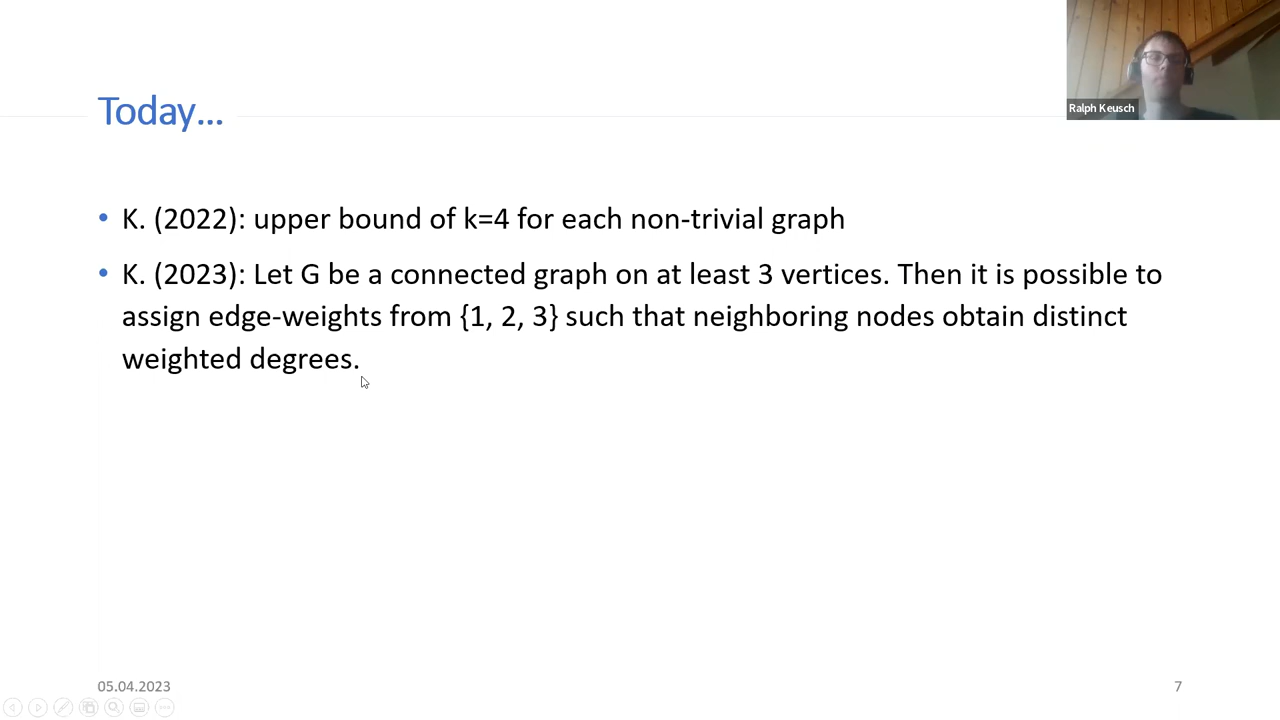 Ralph Keusch
Today…
• K. (2022): upper bound of k=4 for each non-trivial graph
• K. (2023): Let G be a connected graph on at least 3 vertices. Then it is possible to
assign edge-weights from {1, 2, 3} such that neighboring nodes obtain distinct
weighted degrees.
05.04.2023
7